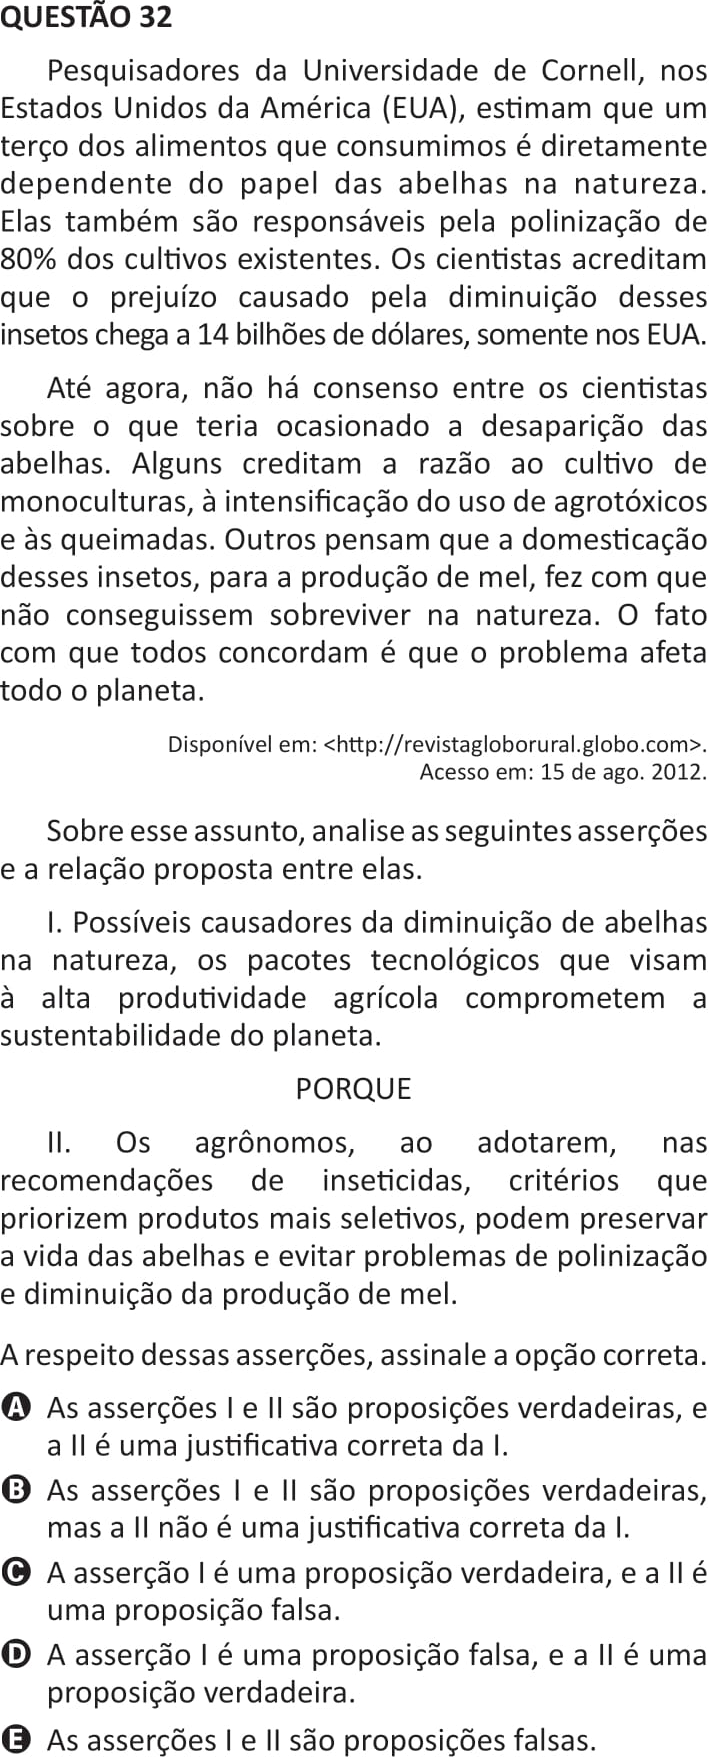 QUESTÃO 32
Pesquisadores da Universidade de Cornell, nos
Estados Unidos da América (EUA), estimam que um
terço dos alimentos que consumimos é diretamente
dependente do papel das abelhas na natureza.
Elas também são responsáveis pela polinização de
80% dos cultivos existentes. Os cientistas acreditam
que o prejuízo causado pela diminuição desses
insetos chega a 14 bilhões de dólares, somente nos EUA.
Até agora, não há consenso entre os cientistas
sobre o que teria ocasionado a desaparição das
abelhas. Alguns creditam a razão ao cultivo de
monoculturas, à intensificação do uso de agrotóxicos
e às queimadas. Outros pensam que a domesticação
desses insetos, para a produção de mel, fez com que
não conseguissem sobreviver na natureza. O fato
com que todos concordam é que o problema afeta
todo o planeta.
Disponível em: <http://revistagloborural.globo.com>.
Acesso em: 15 de ago. 2012.
Sobre esse assunto, analise as seguintes asserções
e a relação proposta entre elas.
I. Possíveis causadores da diminuição de abelhas
na natureza, os pacotes tecnológicos que visam
à alta produtividade agrícola comprometem a
sustentabilidade do planeta.
PORQUE
II. Os agrônomos, ao adotarem, nas
recomendações de inseticidas, critérios que
priorizem produtos mais seletivos, podem preservar
a vida das abelhas e evitar problemas de polinização
e diminuição da produção de mel.
A respeito dessas asserções, assinale a opção correta.
A As asserções I e II são proposições verdadeiras, e
a II é uma justificativa correta da I.
B As asserções I e II são proposições verdadeiras,
mas a II não é uma justificativa correta da I.
C A asserção I é uma proposição verdadeira, e a II é
uma proposição falsa.
D A asserção I é uma proposição falsa, e a II é uma
proposição verdadeira.
E As asserções I e II são proposições falsas.